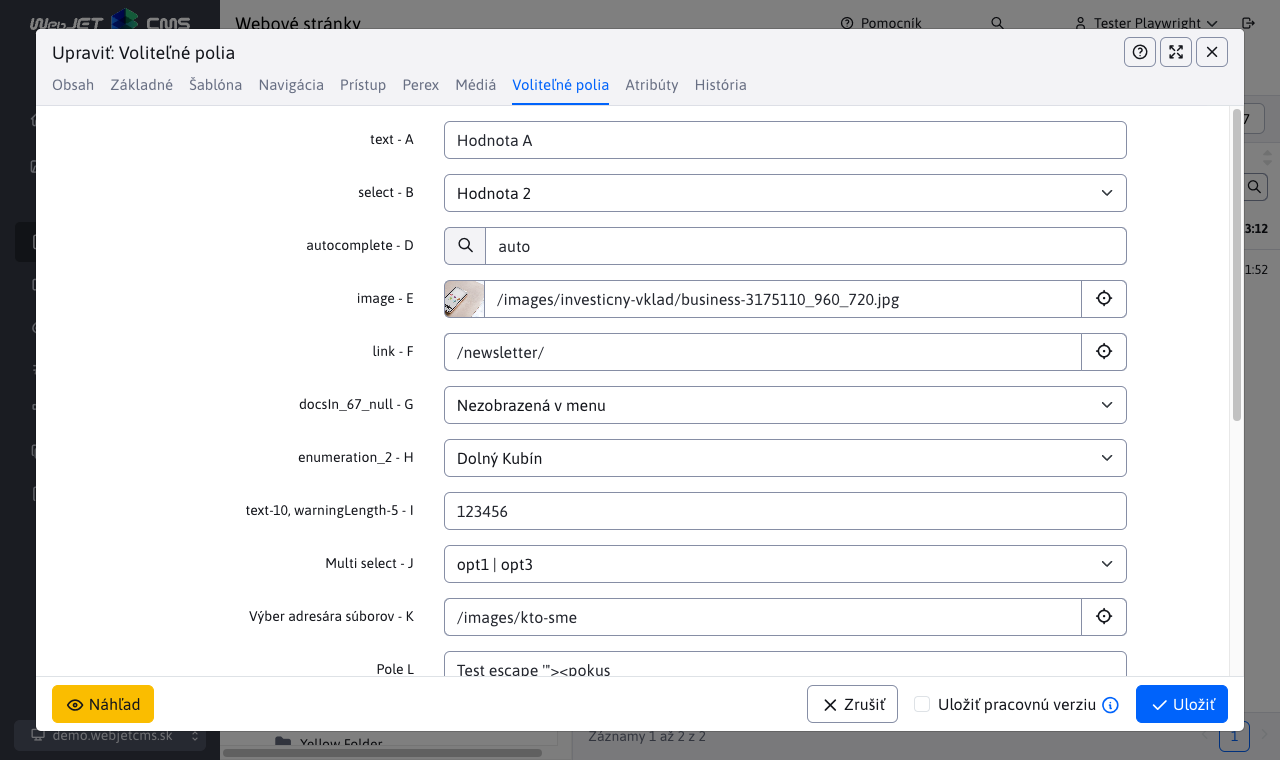 WebJET CMS
Webové stránky
Pomocník
Tester Playwright
Upraviť: Voliteľné polia
Obsah Základné Šablóna Navigácia Prístup Perex Médiá Voliteľné polia Atribúty História
text - A Hodnota A
select - B Hodnota 2
autocomplete - D auto
image - E /images/investicny-vklad/business-3175110_960_720.jpg
link - F /newsletter/
docsIn_67_null - G Nezobrazená v menu
enumeration_2 - H Dolný Kubín
text-10, warningLength-5 - I 123456
Multi select - J opt1 | opt3
Výber adresára súborov - K /images/kto-sme
Pole L Test escape '"><pokus
7
3:12
1:52
Náhľad
Zrušiť
Uložiť pracovnú verziu
Uložiť
demo.webjetcms.sk
Yellow Folder
Záznamy 1 až 2 z 2
1